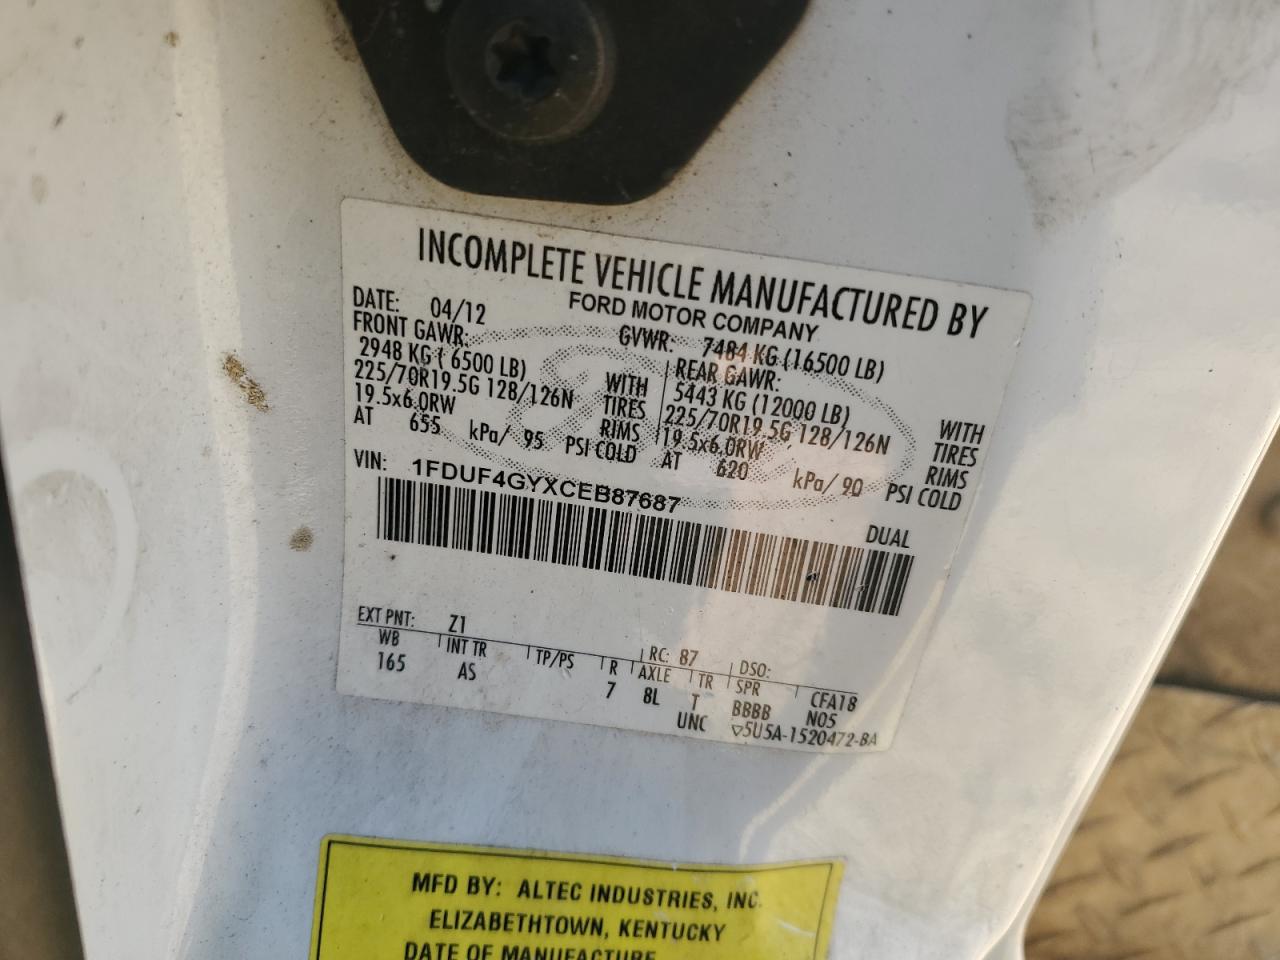 INCOMPLETE VEHICLE MANUFACTURED BY
FORD MOTOR COMPANY
DATE: 04/12 GVWR: 7484 KG (16500 LB)
FRONT GAWR: REAR GAWR:
2948 KG ( 6500 LB) WITH 5443 KG (12000 LB) WITH
225/70R19.5G 128/126N TIRES 225/70R19.5G 128/126N TIRES
19.5x6.0RW RIMS 19.5x6.0RW RIMS
AT 655 kPa/ 95 PSI COLD AT 620 kPa/ 90 PSI COLD
VIN: 1FDUF4GYXCEB87687
DUAL
EXT PNT: Z1 RC: 87 DSO:
WB INT TR TP/PS R AXLE TR SPR CFA18
165 AS 7 8L T BBBB N05
UNC ▽5U5A-1520472-BA
MFD BY: ALTEC INDUSTRIES, INC.
ELIZABETHTOWN, KENTUCKY
DATE OF MANUFACTURE